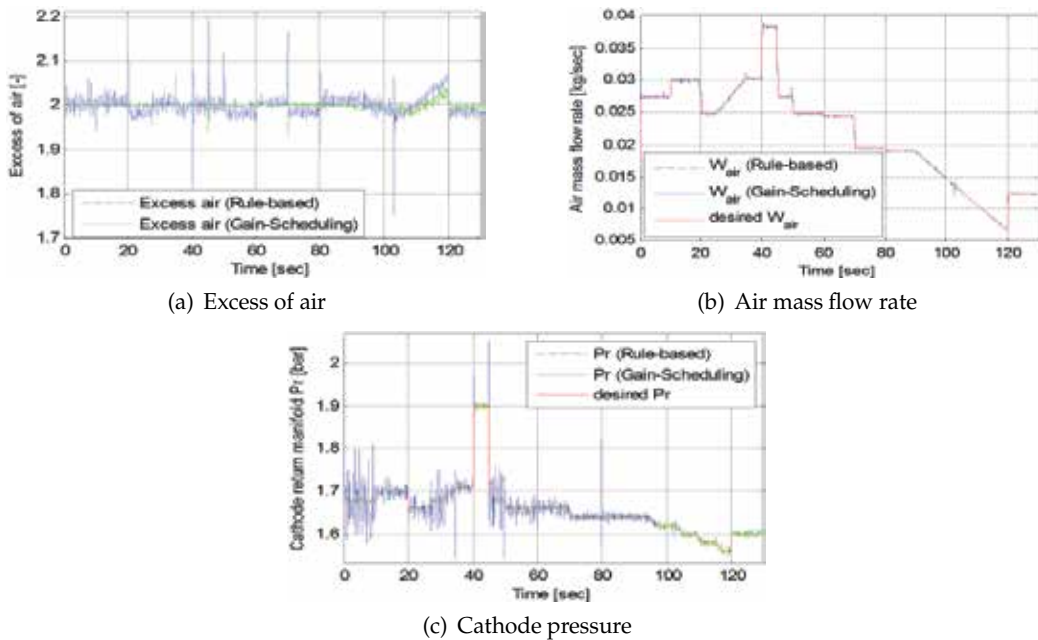 2.2
2.1
2
1.9
1.8
1.7
Excess of air [-]
Excess air (Rule-based)
Excess air (Gain-Scheduling)
0 20 40 60 80 100 120
Time [sec]
(a) Excess of air
0.04
0.035
0.03
0.025
0.02
0.015
0.01
0.005
Air mass flow rate [kg/sec]
W_air (Rule-based)
W_air (Gain-Scheduling)
desired W_air
0 20 40 60 80 100 120
Time [sec]
(b) Air mass flow rate
2
1.9
1.8
1.7
1.6
Cathode return manifold Pr [bar]
Pr (Rule-based)
Pr (Gain-Scheduling)
desired Pr
0 20 40 60 80 100 120
Time [sec]
(c) Cathode pressure